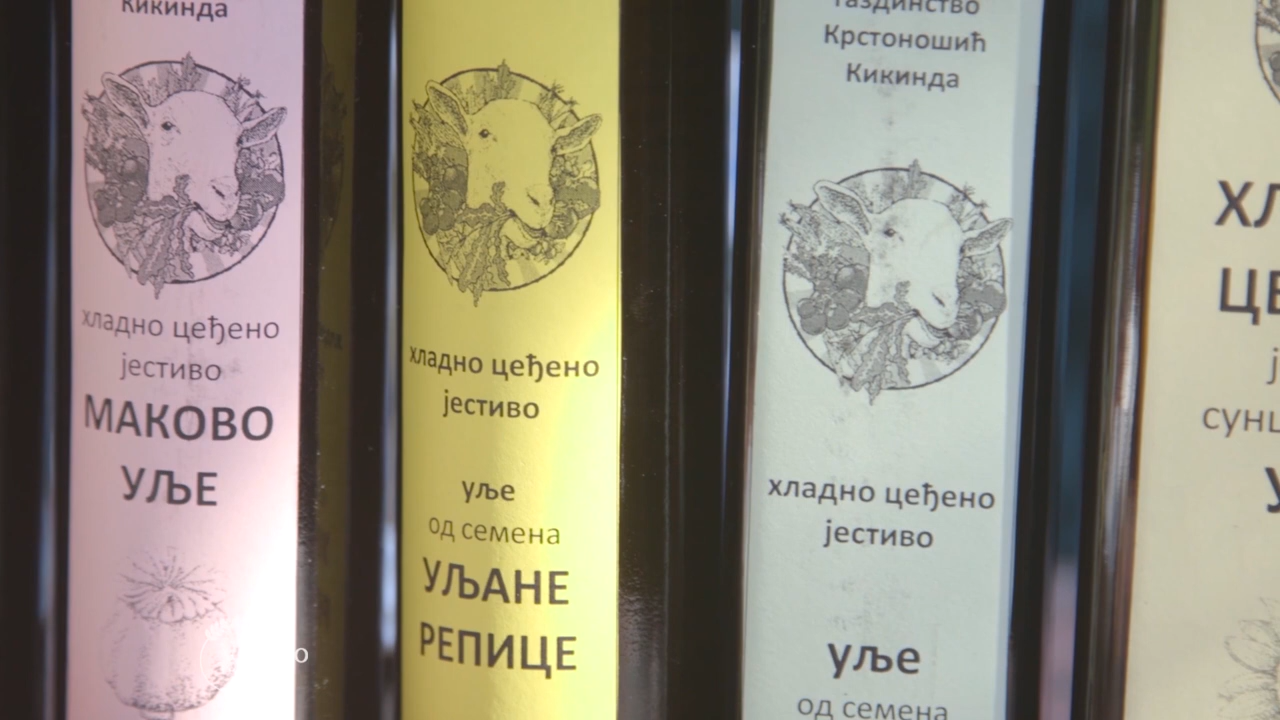 Кикинда
хладно цеђено
јестиво
МАКОВО
УЉЕ
хладно цеђено
јестиво
уље
од семена
УЉАНЕ
РЕПИЦЕ
газдинство
Крстоношић
Кикинда
хладно цеђено
јестиво
уље
од семена